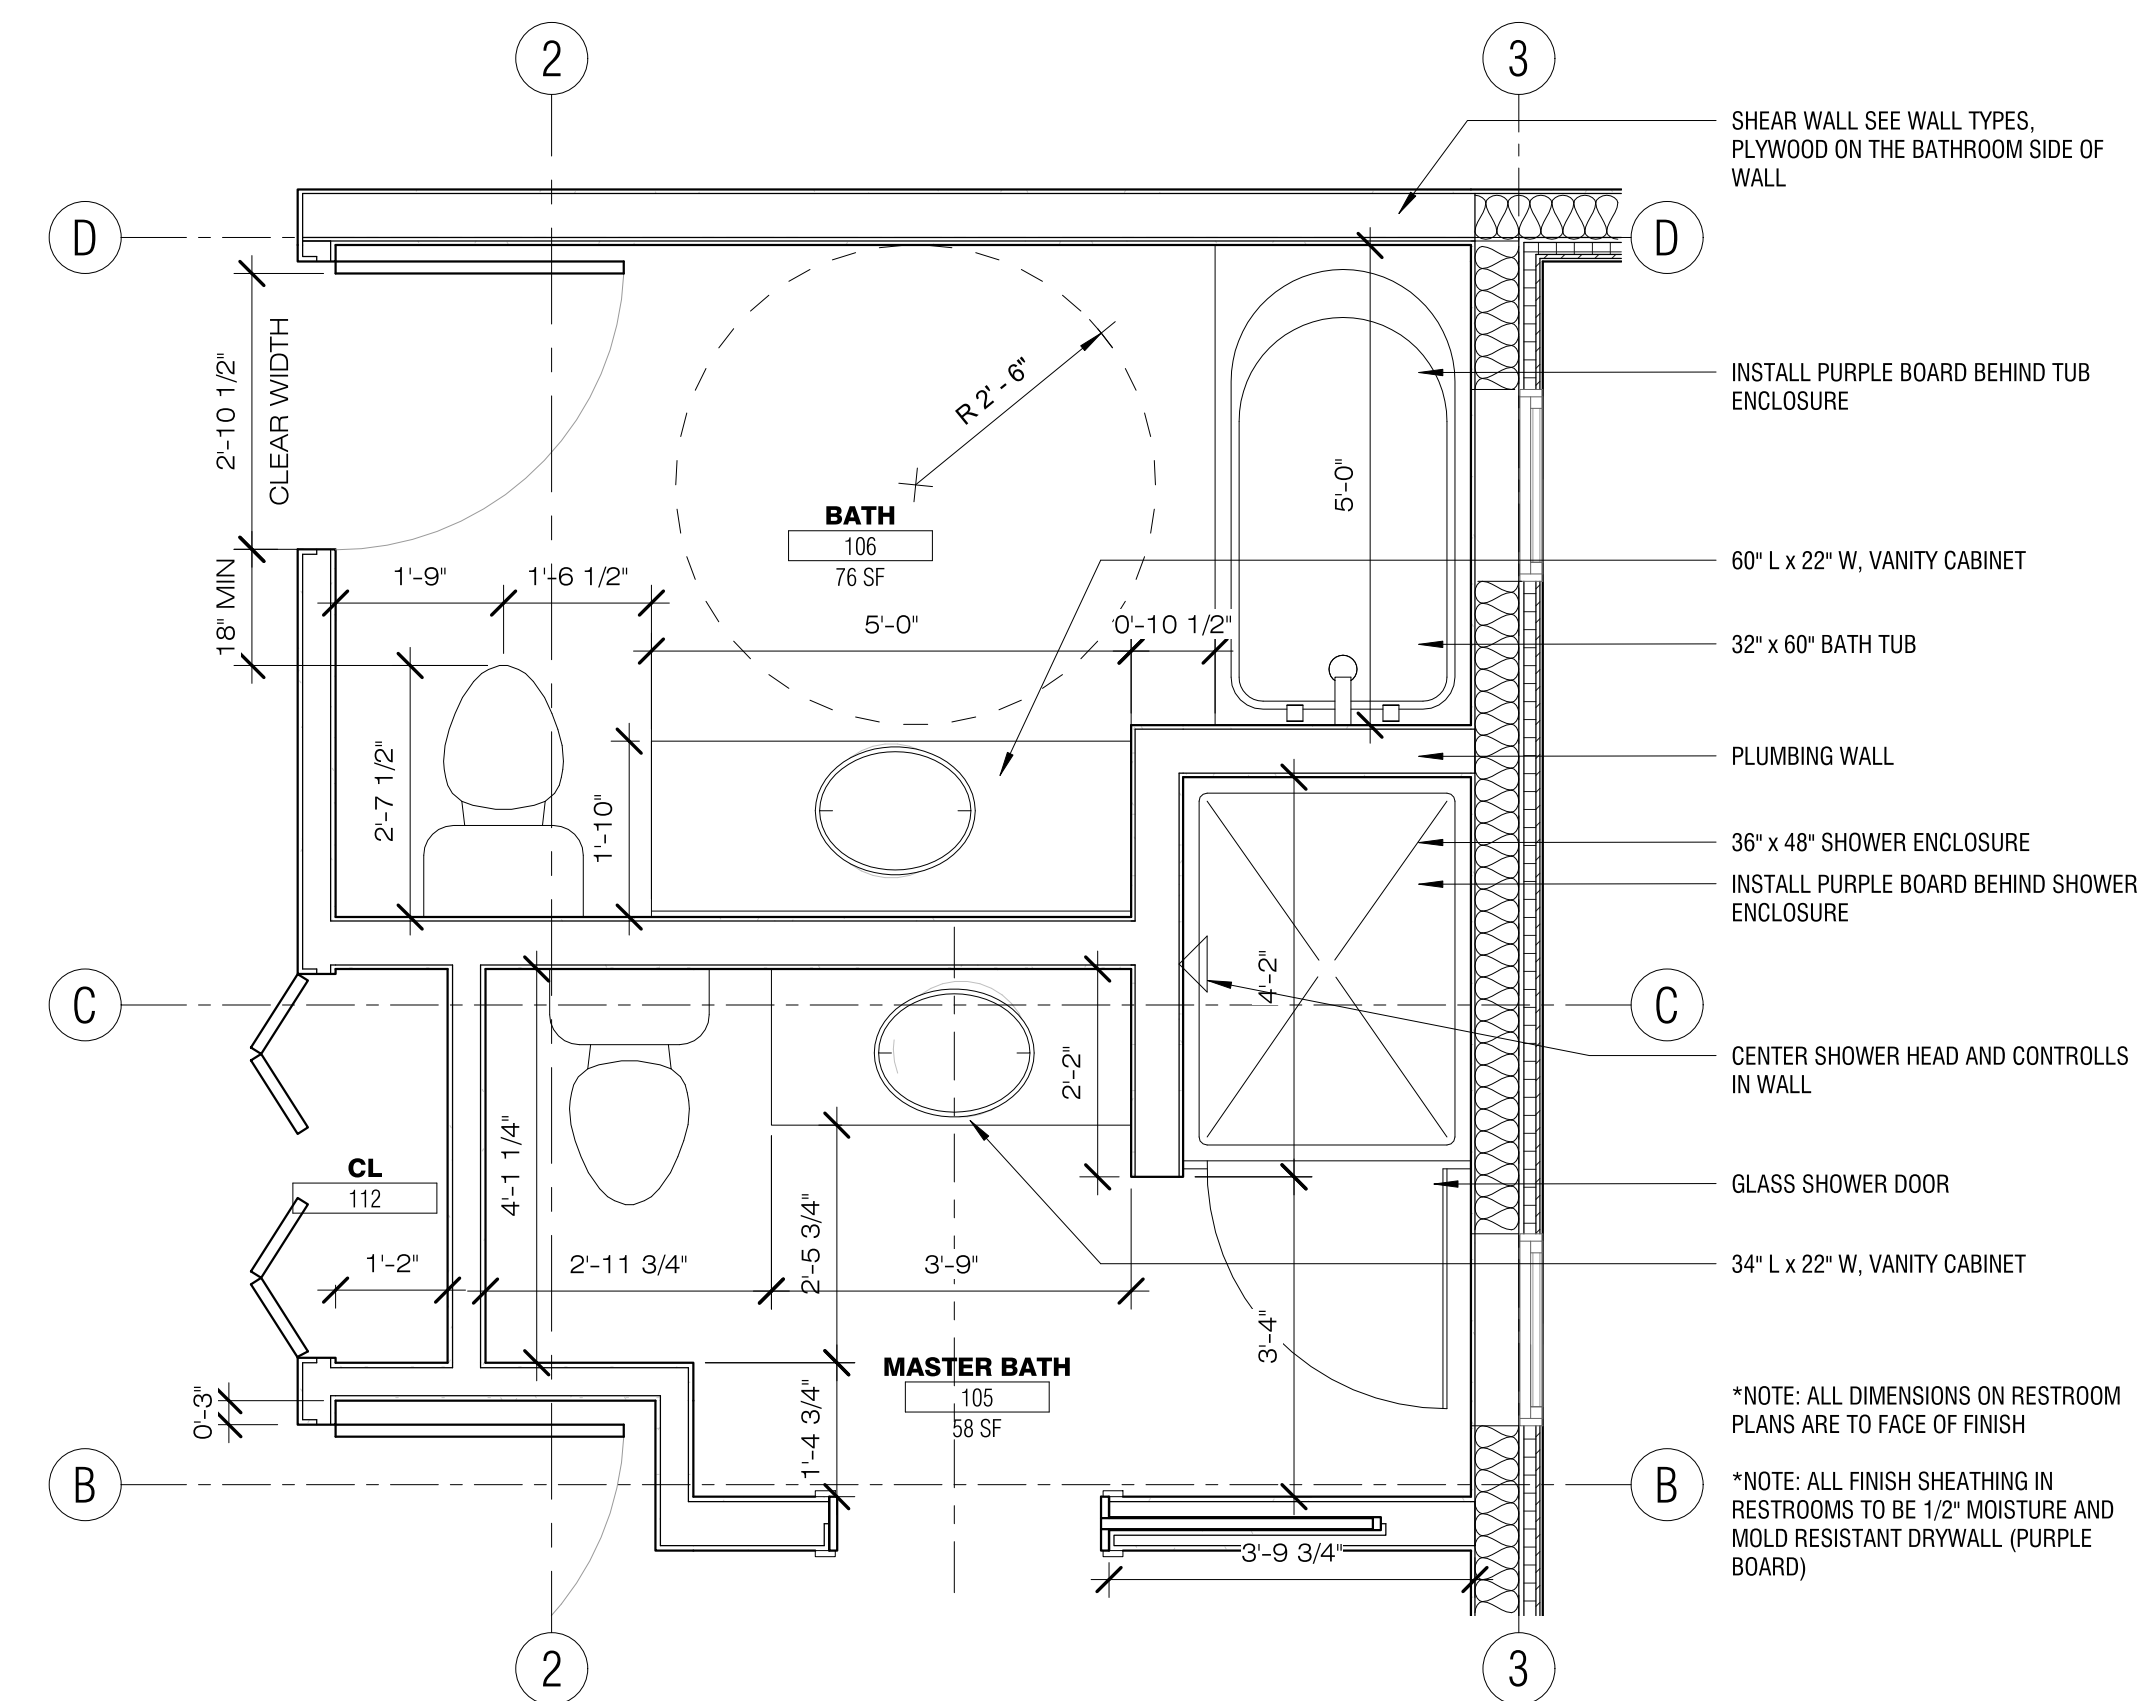 2
3
SHEAR WALL SEE WALL TYPES,
PLYWOOD ON THE BATHROOM SIDE OF
WALL
D
D
2'-10 1/2"
CLEAR WIDTH
R 2' - 6"
INSTALL PURPLE BOARD BEHIND TUB
ENCLOSURE
5'-0"
BATH
106
76 SF
60" L x 22" W, VANITY CABINET
18" MIN
1'-9"
1'-6 1/2"
5'-0"
0'-10 1/2"
32" x 60" BATH TUB
2'-7 1/2"
1'-10"
PLUMBING WALL
36" x 48" SHOWER ENCLOSURE
INSTALL PURPLE BOARD BEHIND SHOWER
ENCLOSURE
4'-2"
C
C
2'-2"
CENTER SHOWER HEAD AND CONTROLLS
IN WALL
CL
112
4'-1 1/4"
GLASS SHOWER DOOR
1'-2"
2'-11 3/4"
2'-5 3/4"
3'-9"
34" L x 22" W, VANITY CABINET
3'-4"
MASTER BATH
105
58 SF
0'-3"
1'-4 3/4"
*NOTE: ALL DIMENSIONS ON RESTROOM
PLANS ARE TO FACE OF FINISH
B
B
*NOTE: ALL FINISH SHEATHING IN
RESTROOMS TO BE 1/2" MOISTURE AND
MOLD RESISTANT DRYWALL (PURPLE
BOARD)
3'-9 3/4"
2
3